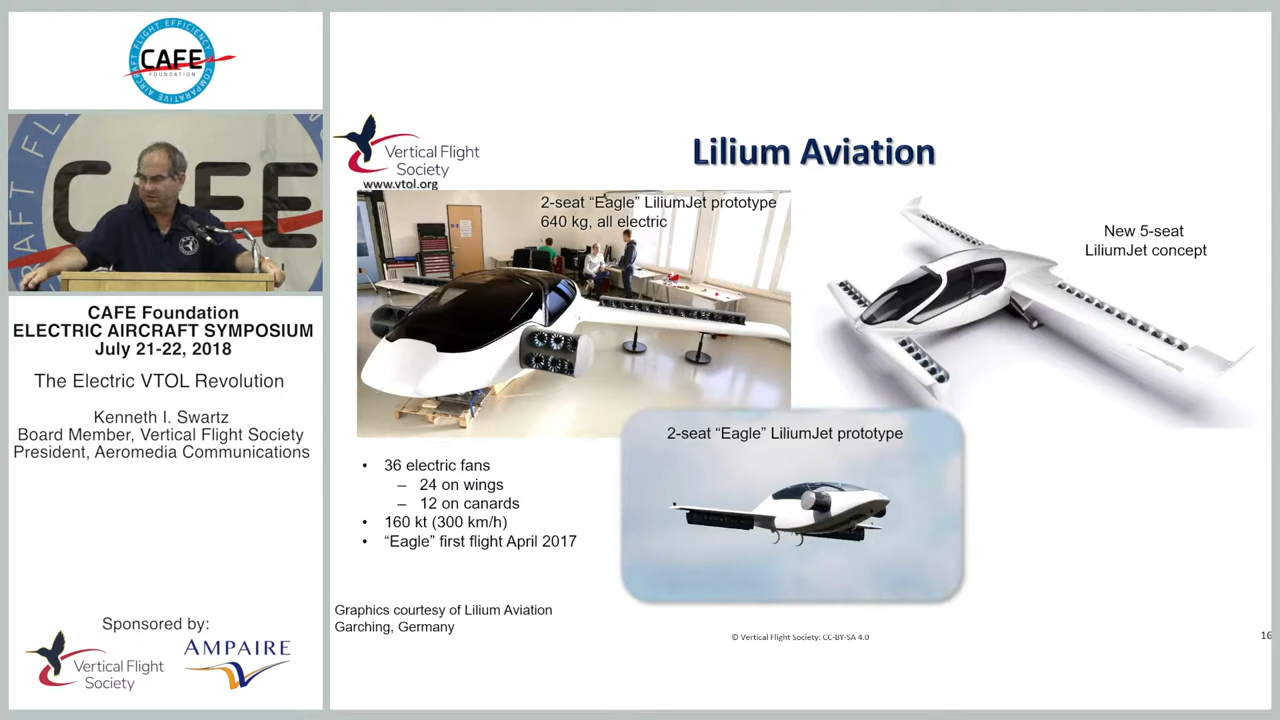 AIRCRAFT FLIGHT EFFICIENCY
CAFE
FOUNDATION
COMPARATIVE
CAFE
CAFE Foundation
ELECTRIC AIRCRAFT SYMPOSIUM
July 21-22, 2018
The Electric VTOL Revolution
Kenneth I. Swartz
Board Member, Vertical Flight Society
President, Aeromedia Communications
Sponsored by:
Vertical Flight
Society
AMPAIRE
Vertical Flight
Society
www.vtol.org
Lilium Aviation
2-seat “Eagle” LiliumJet prototype
640 kg, all electric
New 5-seat
LiliumJet concept
2-seat “Eagle” LiliumJet prototype
• 36 electric fans
– 24 on wings
– 12 on canards
• 160 kt (300 km/h)
• “Eagle” first flight April 2017
Graphics courtesy of Lilium Aviation
Garching, Germany
© Vertical Flight Society: CC-BY-SA 4.0
16